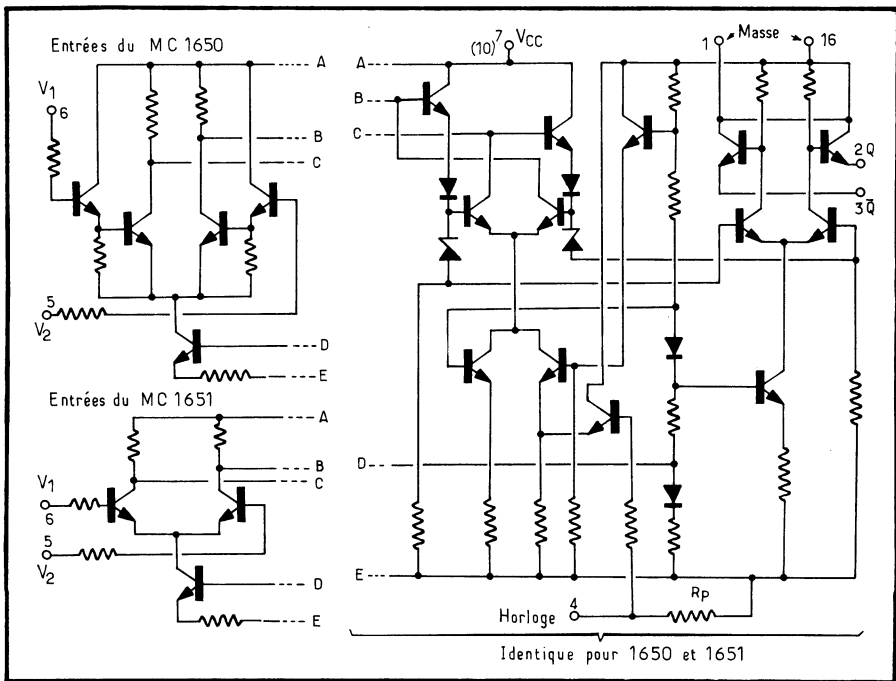 Entrées du MC 1650
V1
6
A
B
C
5
V2
D
E
Entrées du MC 1651
A
B
C
V1
6
5
V2
D
E
A
B
C
D
E
(10) 7 VCC
1 Masse 16
2Q
3Q̅
Horloge 4
Rp
Identique pour 1650 et 1651